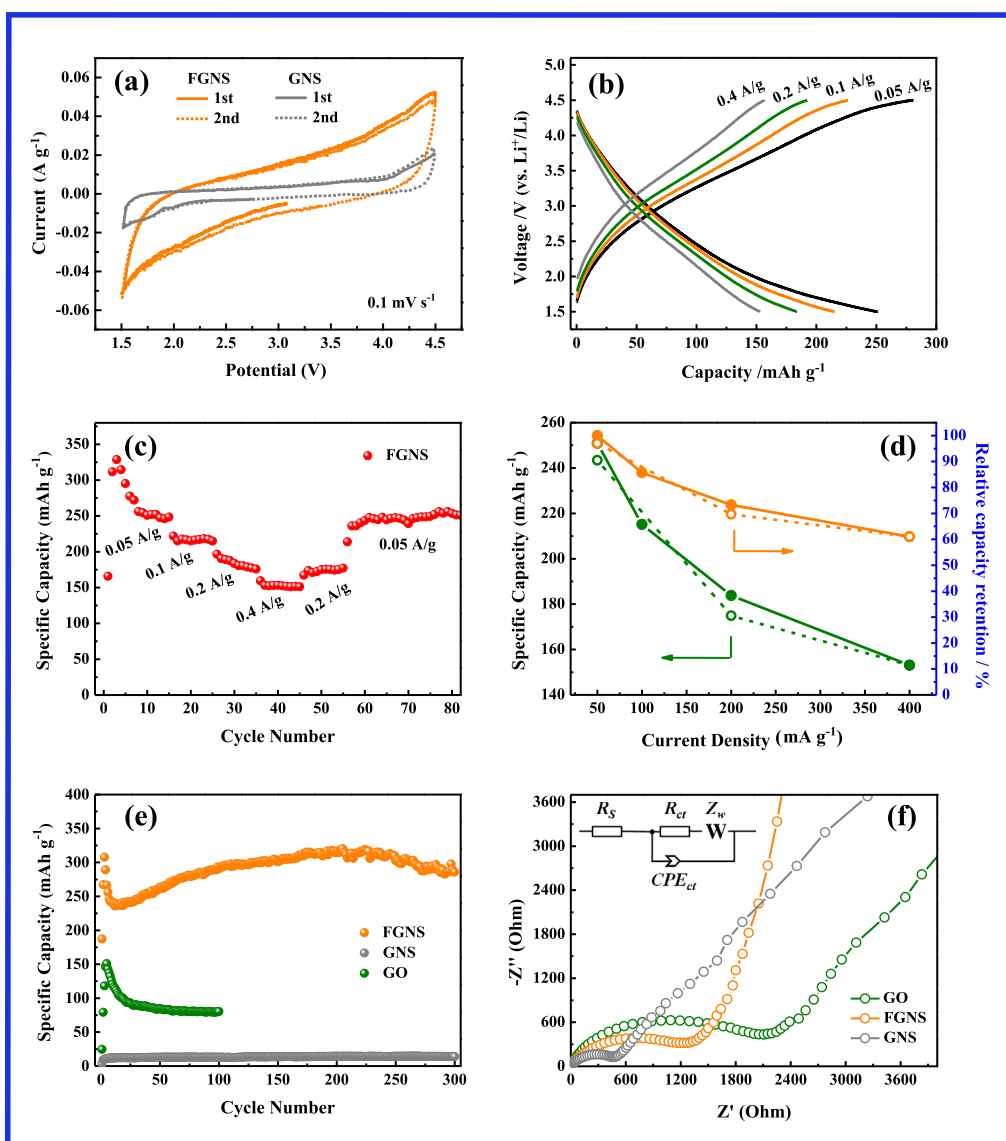 (a)
FGNS GNS
1st 1st
2nd 2nd
0.1 mV s⁻¹
Current (A g⁻¹)
0.06
0.04
0.02
0.00
-0.02
-0.04
-0.06
1.5 2.0 2.5 3.0 3.5 4.0 4.5
Potential (V)
(b)
0.4 A/g
0.2 A/g
0.1 A/g
0.05 A/g
Voltage /V (vs. Li⁺/Li)
5.0
4.5
4.0
3.5
3.0
2.5
2.0
1.5
0 50 100 150 200 250 300
Capacity /mAh g⁻¹
(c)
FGNS
0.05 A/g
0.1 A/g
0.2 A/g
0.4 A/g
0.2 A/g
0.05 A/g
Specific Capacity (mAh g⁻¹)
350
300
250
200
150
100
50
0
0 10 20 30 40 50 60 70 80
Cycle Number
(d)
Specific Capacity (mAh g⁻¹)
260
240
220
200
180
160
140
50 100 150 200 250 300 350 400
Current Density (mA g⁻¹)
100
90
80
70
60
50
40
30
20
10
0
Relative capacity retention / %
(e)
FGNS
GNS
GO
Specific Capacity (mAh g⁻¹)
400
350
300
250
200
150
100
50
0
0 50 100 150 200 250 300
Cycle Number
(f)
R_S R_ct Z_w
W
CPE_ct
GO
FGNS
GNS
-Z'' (Ohm)
3600
3000
2400
1800
1200
600
0
0 600 1200 1800 2400 3000 3600
Z' (Ohm)